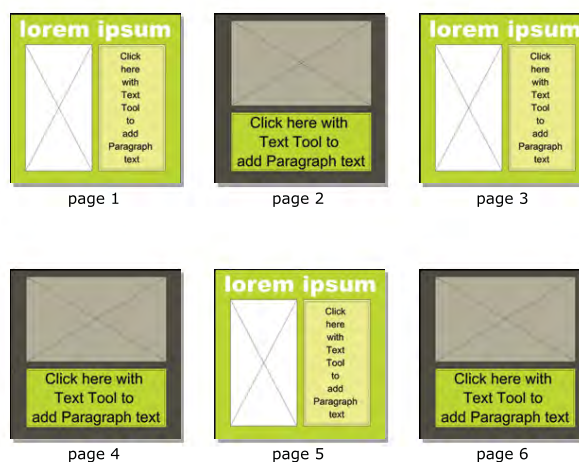 lorem ipsum
Click
here
with
Text
Tool
to
add
Paragraph
text
page 1
Click here with
Text Tool to
add Paragraph text
page 2
lorem ipsum
Click
here
with
Text
Tool
to
add
Paragraph
text
page 3
Click here with
Text Tool to
add Paragraph text
page 4
lorem ipsum
Click
here
with
Text
Tool
to
add
Paragraph
text
page 5
Click here with
Text Tool to
add Paragraph text
page 6